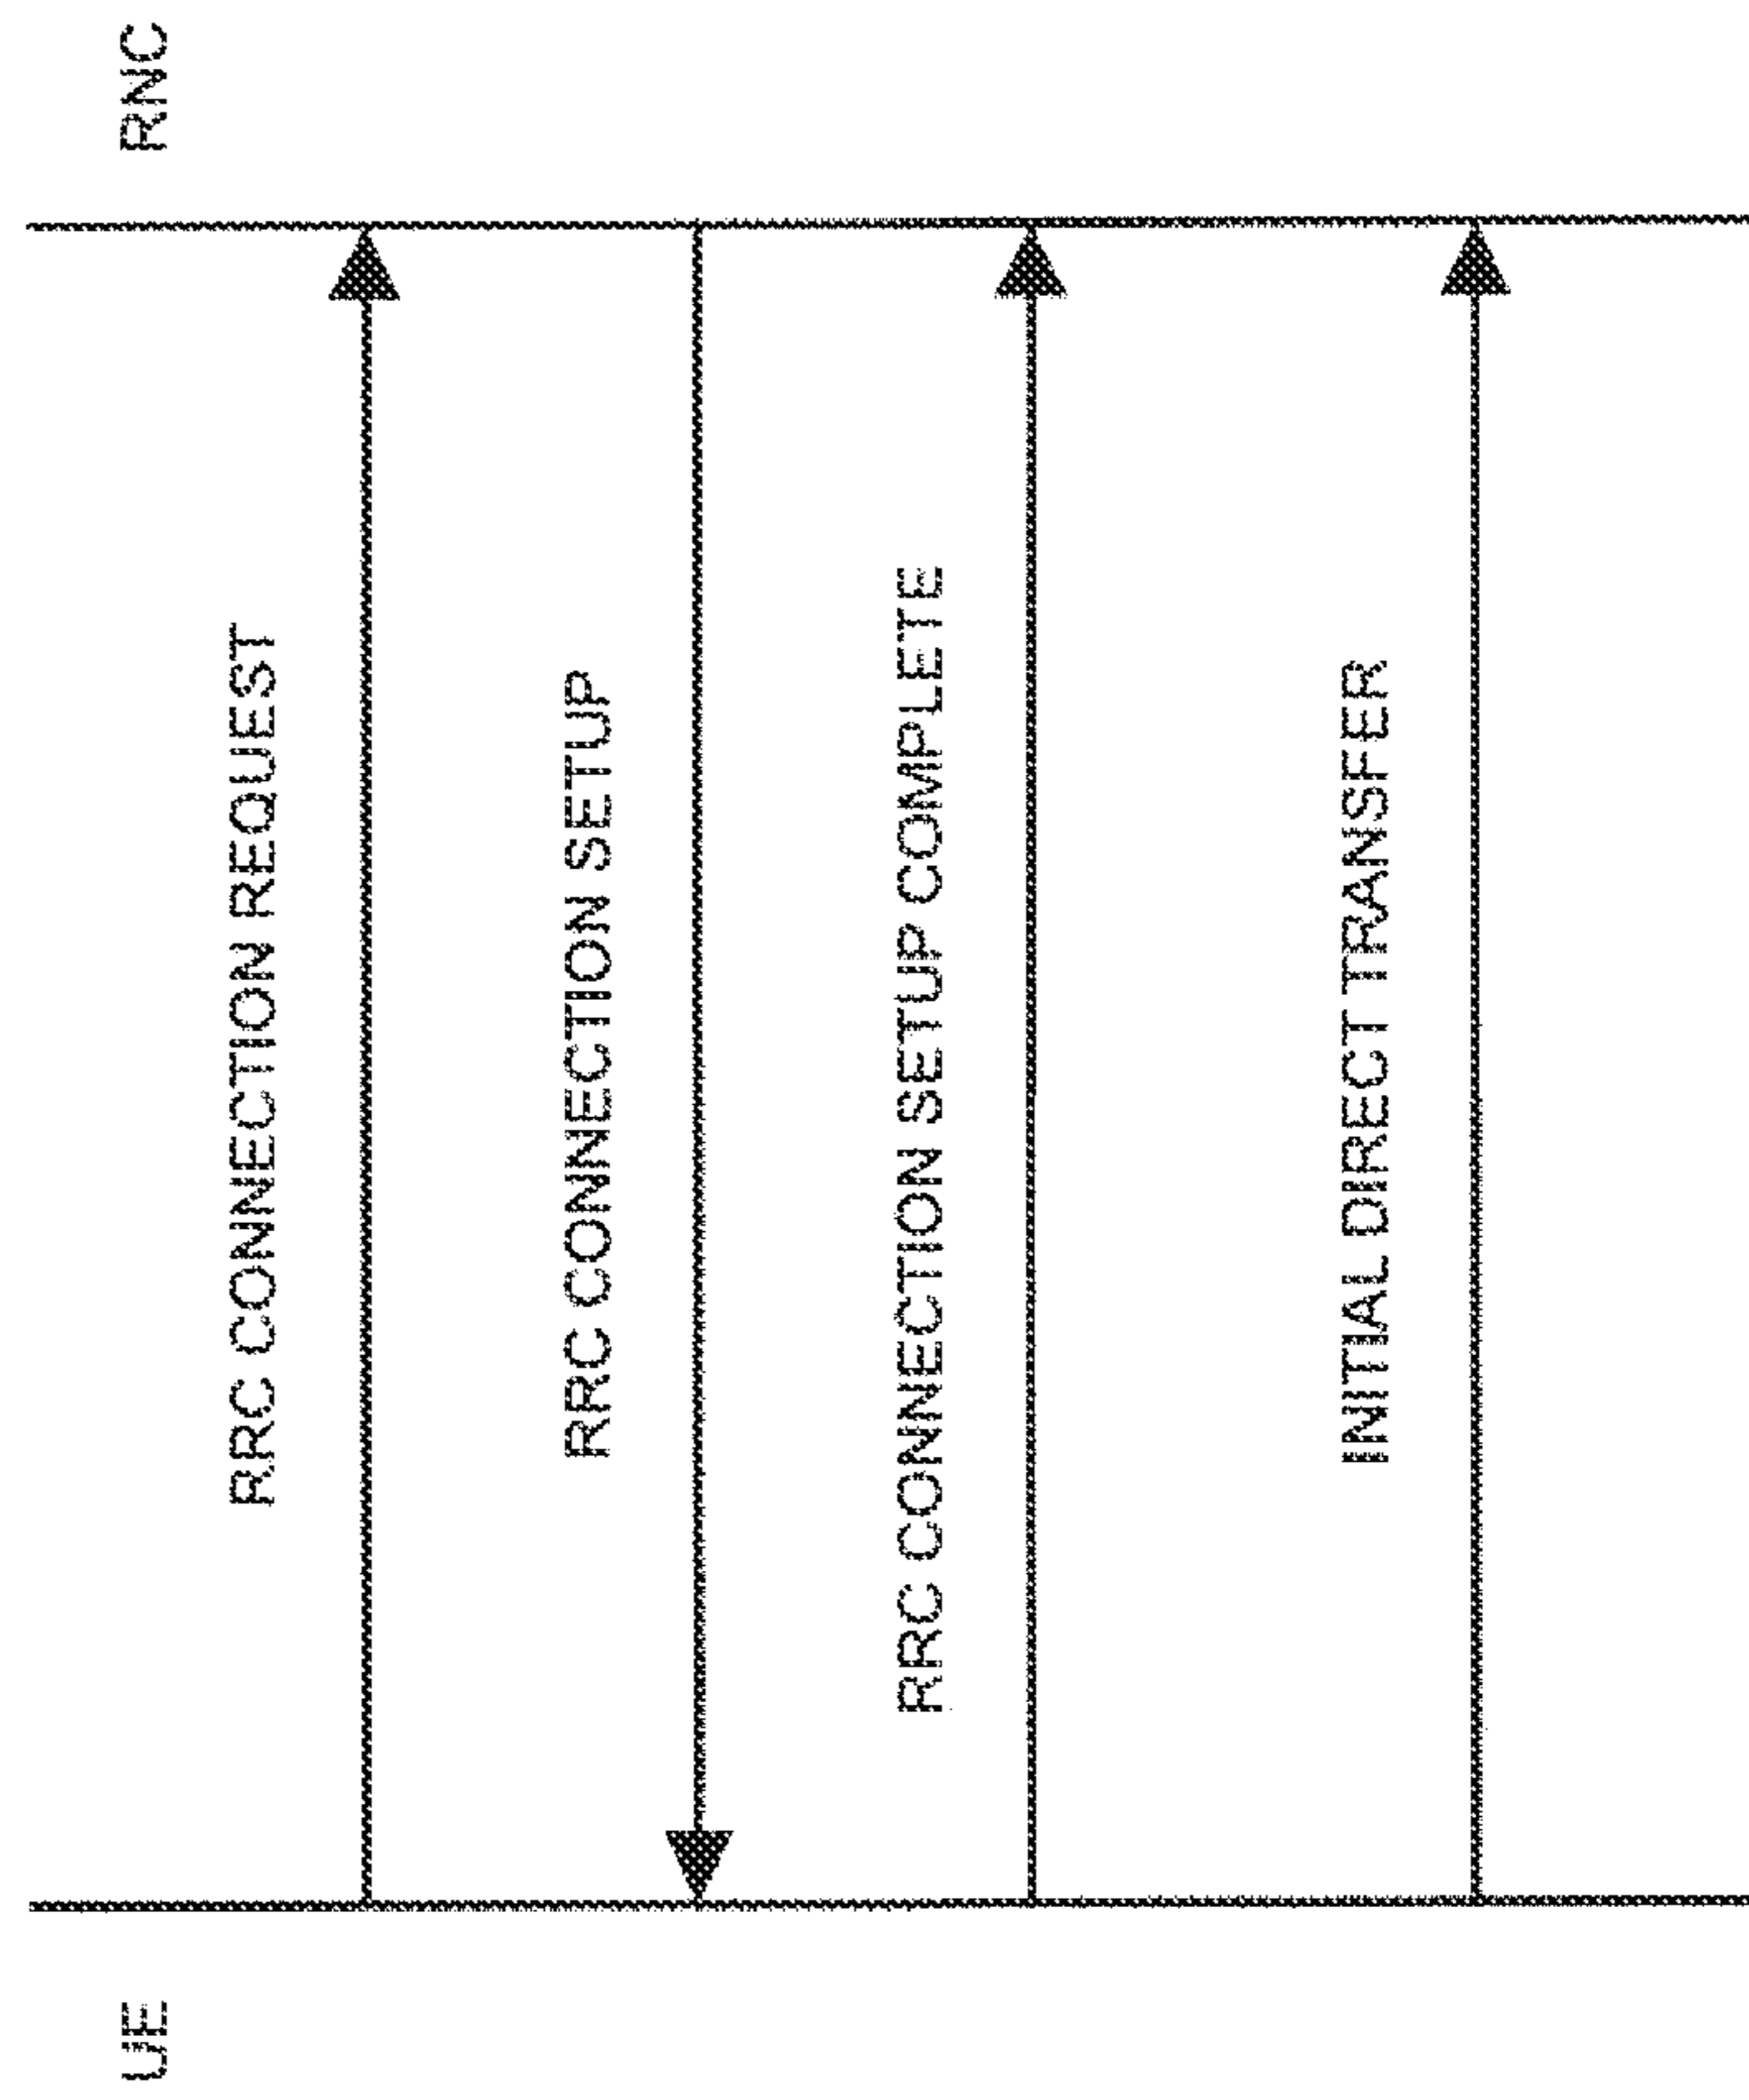 UE
RNC
RRC CONNECTION REQUEST
RRC CONNECTION SETUP
RRC CONNECTION SETUP COMPLETE
INITIAL DIRECT TRANSFER